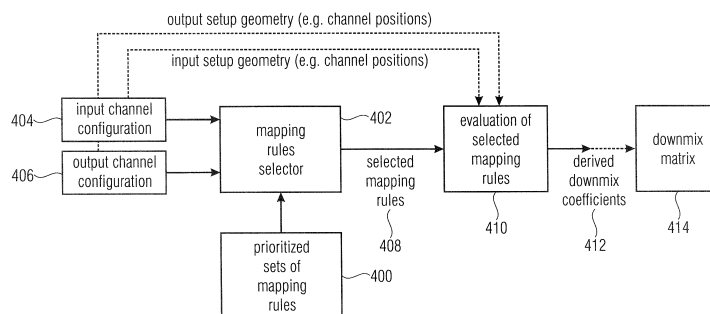 output setup geometry (e.g. channel positions)
input setup geometry (e.g. channel positions)
404
input channel
configuration
406
output channel
configuration
mapping
rules
selector
402
selected
mapping
rules
408
evaluation of
selected
mapping
rules
410
derived
downmix
coefficients
412
downmix
matrix
414
prioritized
sets of
mapping
rules
400